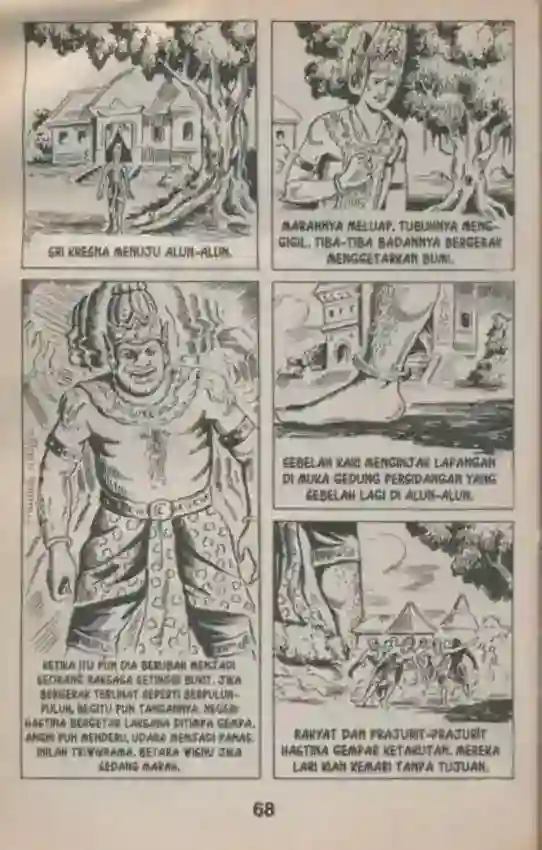 SRI KRESNA MENUJU ALUN-ALUN.
MARAHNYA MELUAP. TUBUHNYA MENG-
GIGIL. TIBA-TIBA BADANNYA BERGERAK
MENGGETARKAN BUMI.
KETIKA ITU PUN DIA BERUBAH MENJADI
SEORANG RAKSASA SETINGGI BUKIT. JIKA
BERGERAK TERLIHAT SEPERTI BERPULUH-
PULUH, BEGITU PUN TANGANNYA. NEGERI
HASTINA BERGETAR LAKSANA DITIMPA GEMPA.
ANGIN PUN MENDERU, UDARA MENJADI PANAS.
INILAH TRIWIKRAMA. BETARA WISNU JIKA
SEDANG MARAH.
SEBELAH KAKI MENGINJAK LAPANGAN
DI MUKA GEDUNG PERSIDANGAN YANG
SEBELAH LAGI DI ALUN-ALUN.
RAKYAT DAN PRAJURIT-PRAJURIT
HASTINA GEMPAR KETAKUTAN. MEREKA
LARI KIAN KEMARI TANPA TUJUAN.
68